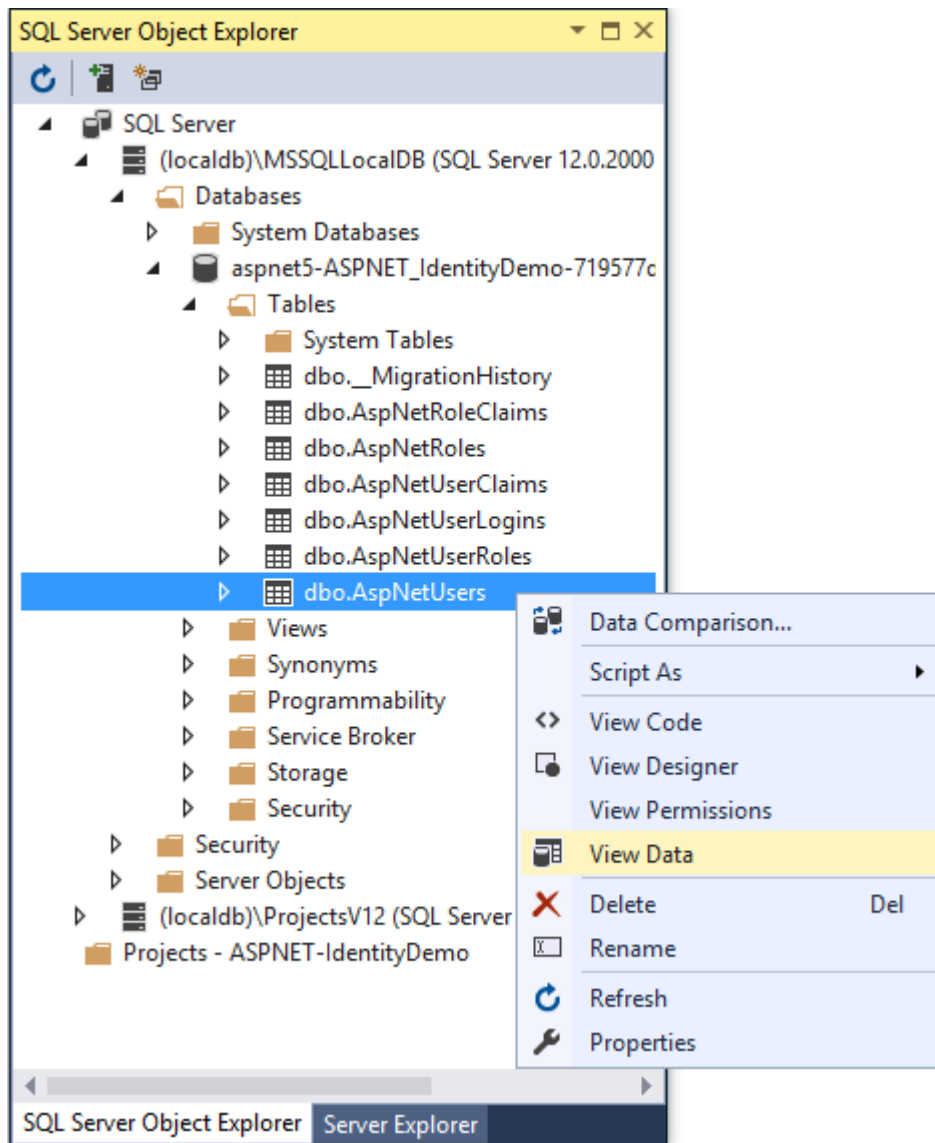 SQL Server Object Explorer
SQL Server
(localdb)\MSSQLLocalDB (SQL Server 12.0.2000
Databases
System Databases
aspnet5-ASPNET_IdentityDemo-719577d
Tables
System Tables
dbo.__MigrationHistory
dbo.AspNetRoleClaims
dbo.AspNetRoles
dbo.AspNetUserClaims
dbo.AspNetUserLogins
dbo.AspNetUserRoles
dbo.AspNetUsers
Views
Synonyms
Programmability
Service Broker
Storage
Security
Security
Server Objects
(localdb)\ProjectsV12 (SQL Server
Projects - ASPNET-IdentityDemo
Data Comparison...
Script As
View Code
View Designer
View Permissions
View Data
Delete Del
Rename
Refresh
Properties
SQL Server Object Explorer Server Explorer